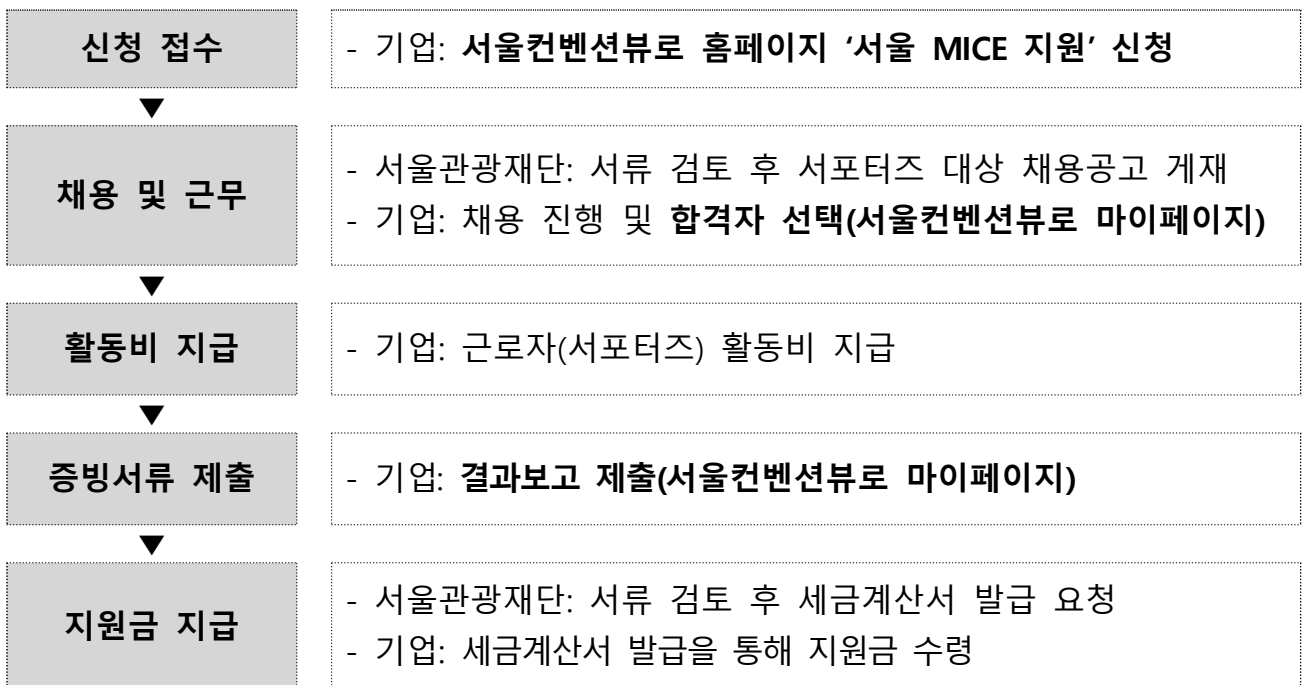 신청 접수
- 기업: 서울컨벤션뷰로 홈페이지 ‘서울 MICE 지원’ 신청
▼
채용 및 근무
- 서울관광재단: 서류 검토 후 서포터즈 대상 채용공고 게재
- 기업: 채용 진행 및 합격자 선택(서울컨벤션뷰로 마이페이지)
▼
활동비 지급
- 기업: 근로자(서포터즈) 활동비 지급
▼
증빙서류 제출
- 기업: 결과보고 제출(서울컨벤션뷰로 마이페이지)
▼
지원금 지급
- 서울관광재단: 서류 검토 후 세금계산서 발급 요청
- 기업: 세금계산서 발급을 통해 지원금 수령